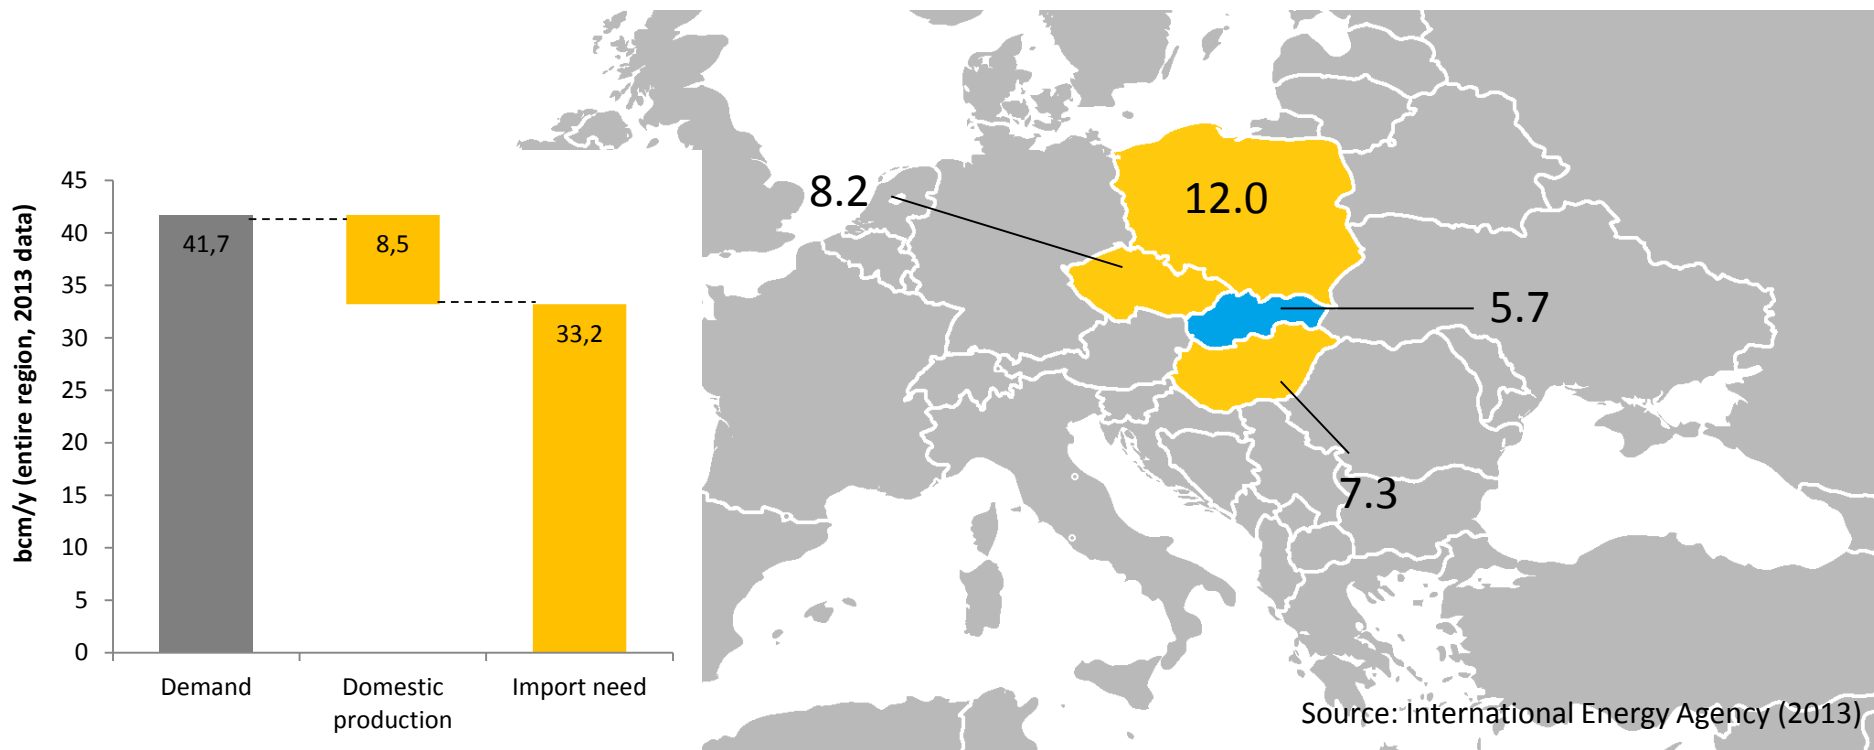 bcm/y (entire region, 2013 data)
45
40
35
30
25
20
15
10
5
0
41,7
8,5
33,2
Demand
Domestic
production
Import need
8.2
12.0
5.7
7.3
Source: International Energy Agency (2013)